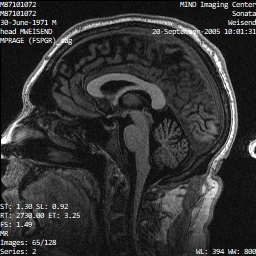 M87101072
MIND Imaging Center
M87101072
Sonata
30-June-1971 M
Weisend
head MWEISEND
20-September-2005 10:01:31
MPRAGE (FSPGR)_sag
ST: 1.30 SL: 0.92
RT: 2730.00 ET: 3.25
FS: 1.49
MR
Images: 65/128
Series: 2
WL: 394 WW: 800